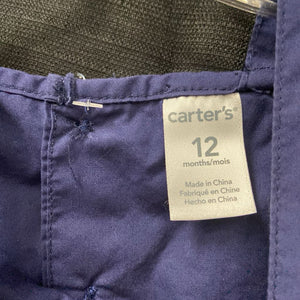 carter's®
12
months/mois
Made in China
Fabriqué en Chine
Hecho en China